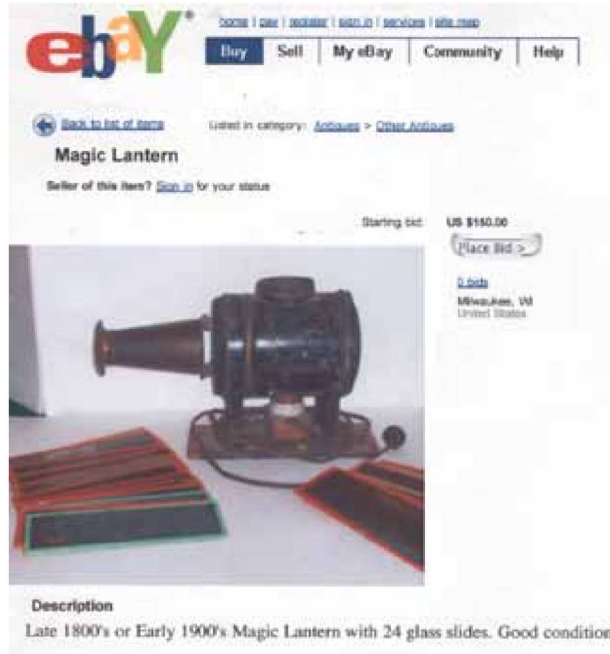 ebaY®
home | pay | register | sign in | services | site map
Buy Sell My eBay Community Help
Back to list of items Listed in category: Antiques > Other Antiques
Magic Lantern
Seller of this item? Sign in for your status
Starting bid: US $150.00
Place Bid >
0 bids
Milwaukee, WI
United States
Description
Late 1800's or Early 1900's Magic Lantern with 24 glass slides. Good condition